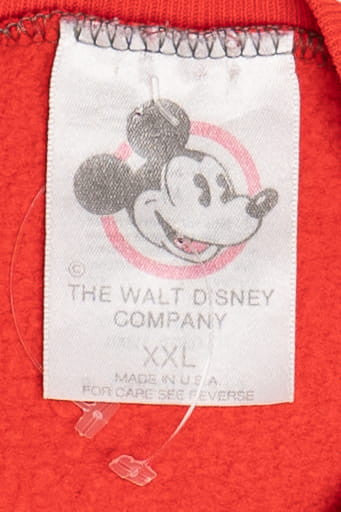 ©
THE WALT DISNEY
COMPANY
XXL
MADE IN U.S.A.
FOR CARE SEE REVERSE